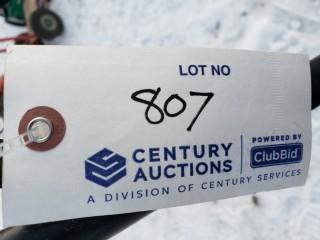 LOT NO
807
CENTURY
AUCTIONS
A DIVISION OF CENTURY SERVICES
POWERED BY
ClubBid